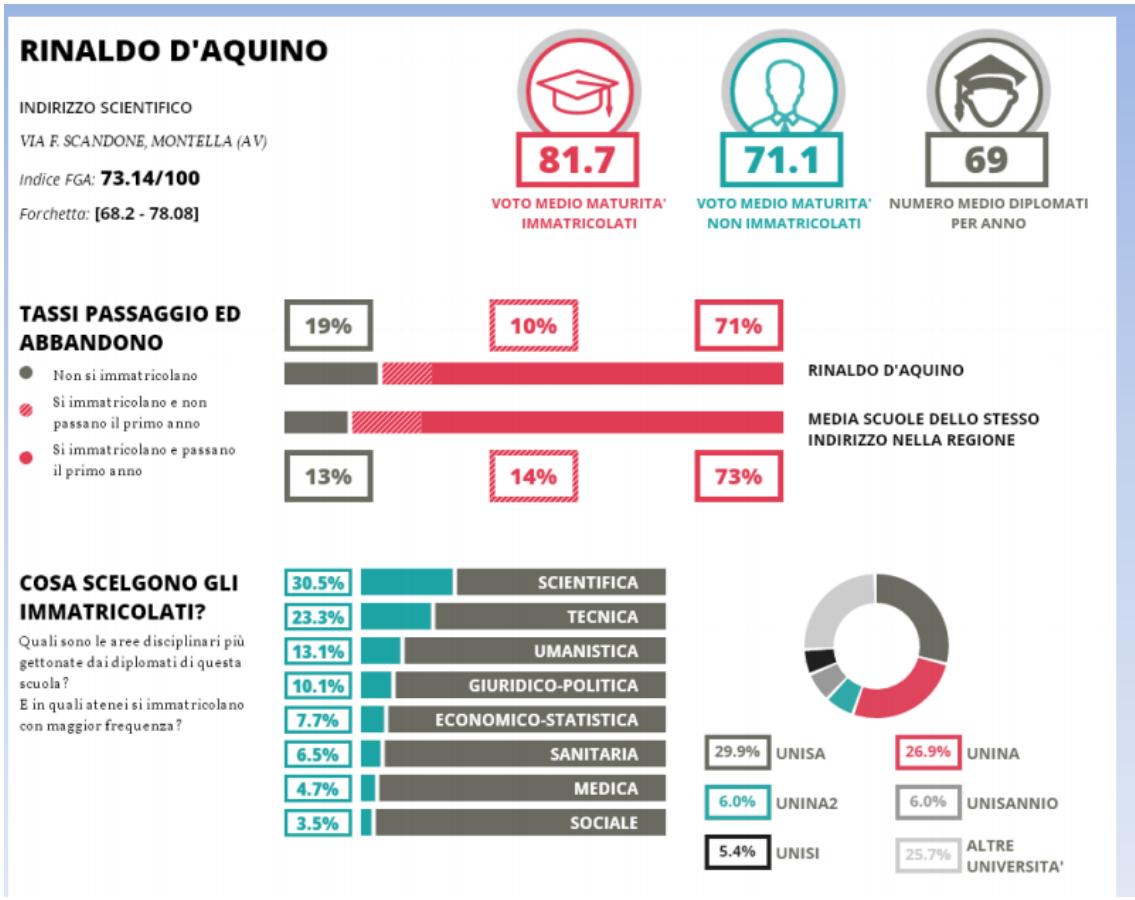 RINALDO D'AQUINO
INDIRIZZO SCIENTIFICO
VIA F. SCANDONE, MONTELLA (AV)
Indice FGA: 73.14/100
Forchetta: [68.2 - 78.08]
81.7
VOTO MEDIO MATURITA'
IMMATRICOLATI
71.1
VOTO MEDIO MATURITA'
NON IMMATRICOLATI
69
NUMERO MEDIO DIPLOMATI
PER ANNO
TASSI PASSAGGIO ED
ABBANDONO
Non si immatricolano
Si immatricolano e non
passano il primo anno
Si immatricolano e passano
il primo anno
19%
10%
71%
RINALDO D'AQUINO
MEDIA SCUOLE DELLO STESSO
INDIRIZZO NELLA REGIONE
13%
14%
73%
COSA SCELGONO GLI
IMMATRICOLATI?
Quali sono le aree disciplinari più
gettonate dai diplomati di questa
scuola?
E in quali atenei si immatricolano
con maggior frequenza?
30.5% SCIENTIFICA
23.3% TECNICA
13.1% UMANISTICA
10.1% GIURIDICO-POLITICA
7.7% ECONOMICO-STATISTICA
6.5% SANITARIA
4.7% MEDICA
3.5% SOCIALE
29.9% UNISA
26.9% UNINA
6.0% UNINA2
6.0% UNISANNIO
5.4% UNISI
25.7% ALTRE
UNIVERSITA'